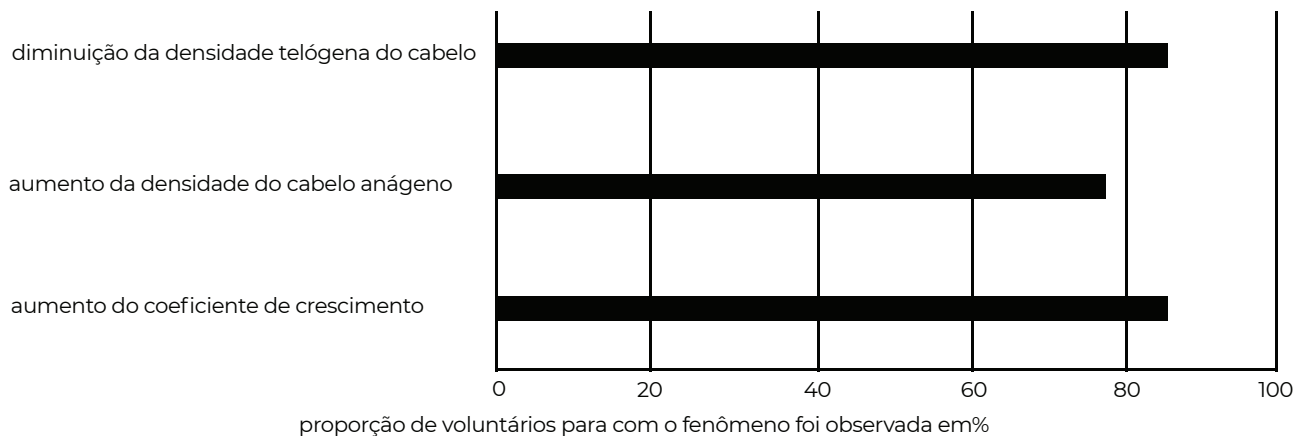 diminuição da densidade telógena do cabelo
aumento da densidade do cabelo anágeno
aumento do coeficiente de crescimento
0 20 40 60 80 100
proporção de voluntários para com o fenômeno foi observada em%